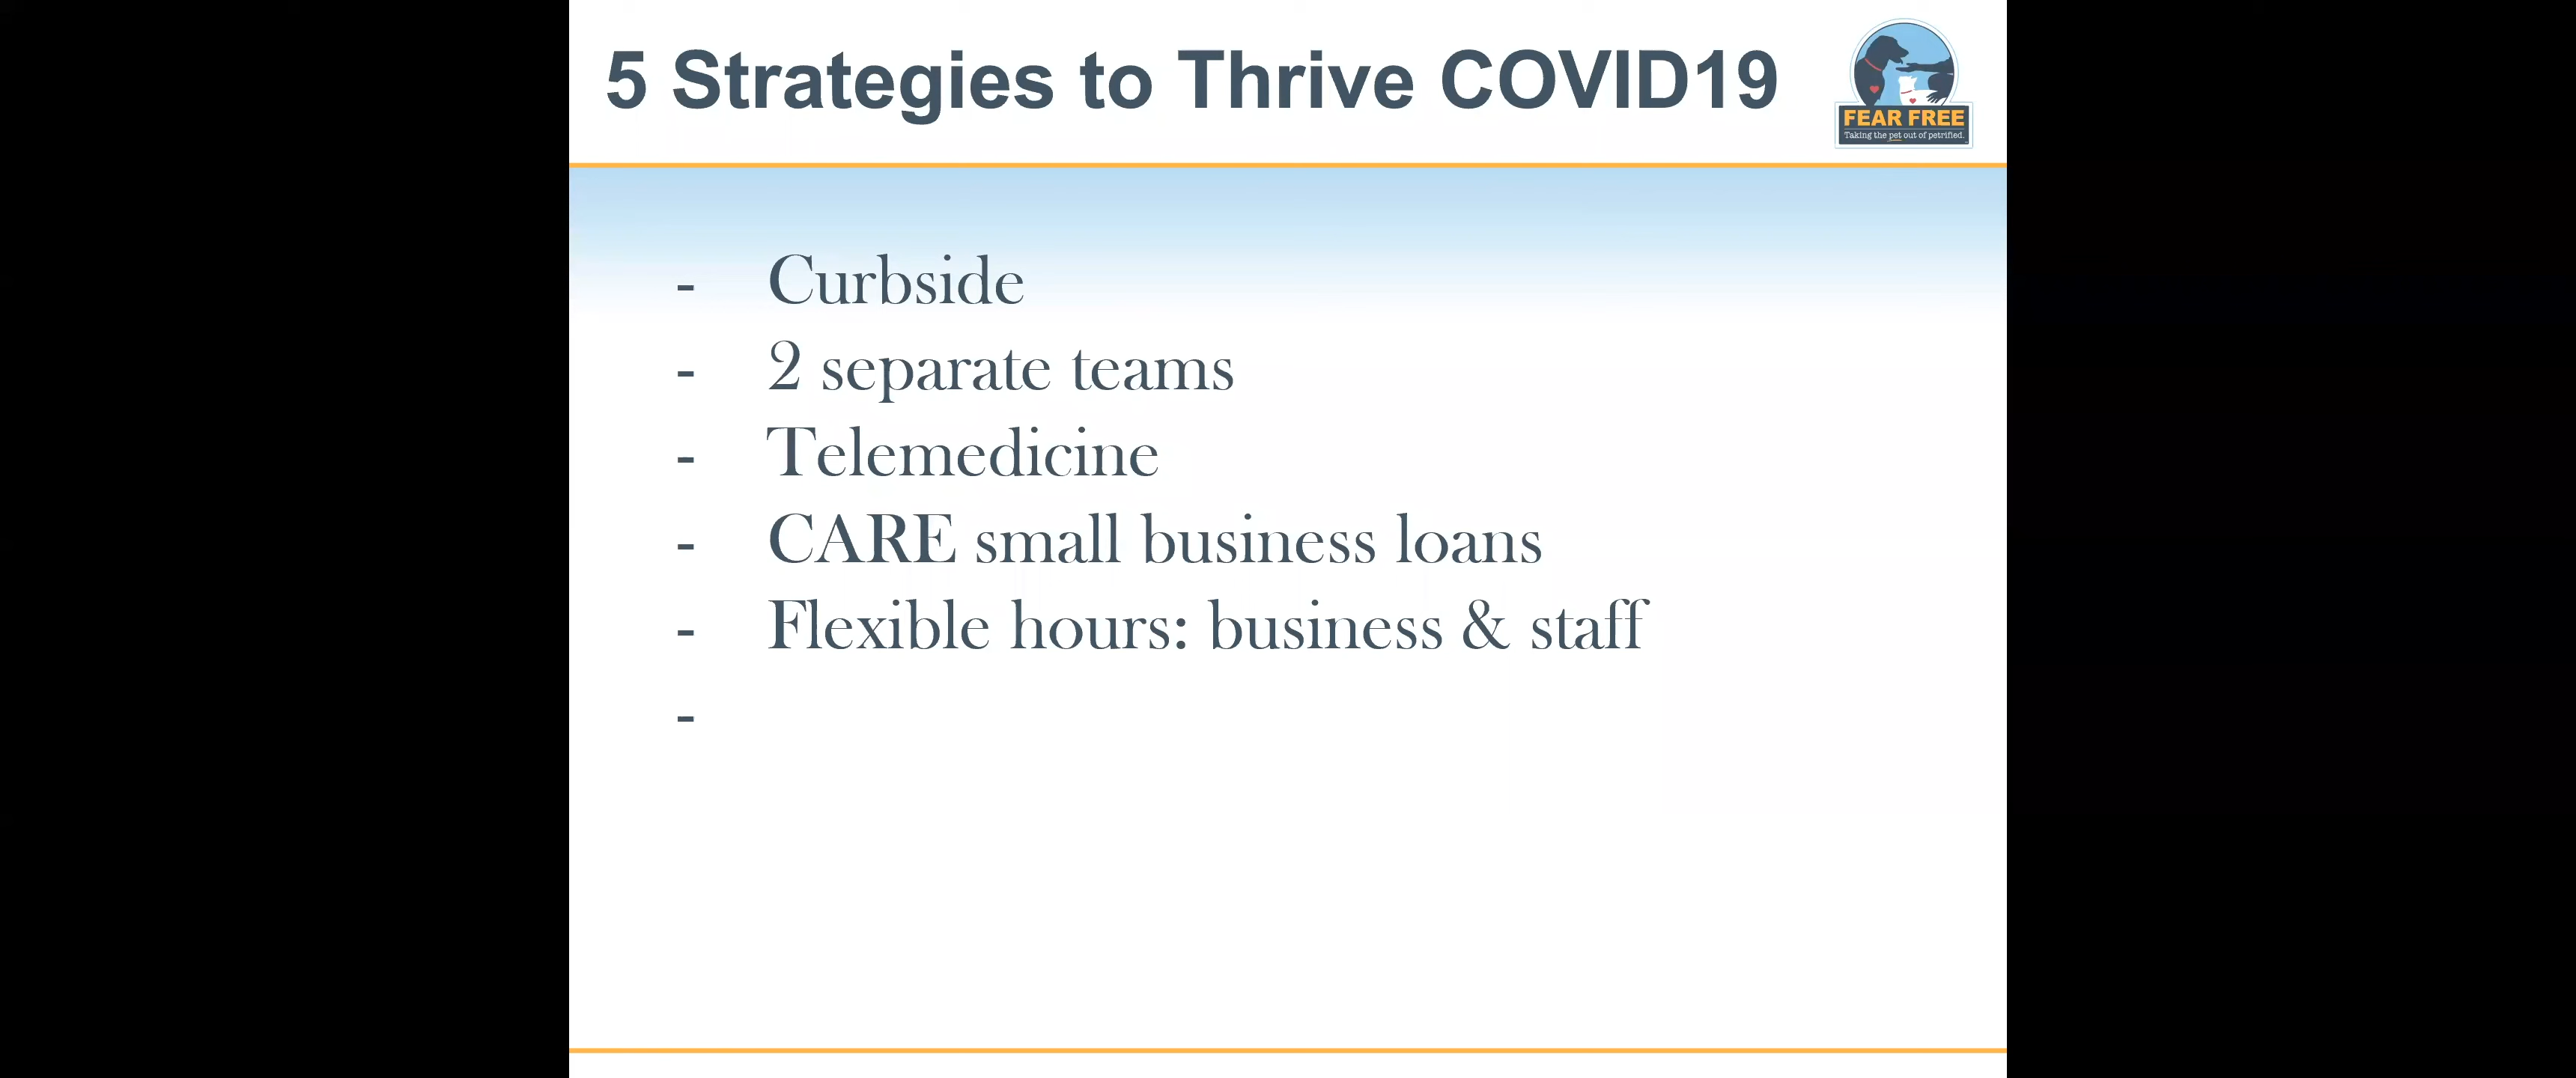 5 Strategies to Thrive COVID19
FEAR FREE
Taking the pet out of petrified.
- Curbside
- 2 separate teams
- Telemedicine
- CARE small business loans
- Flexible hours: business & staff
-